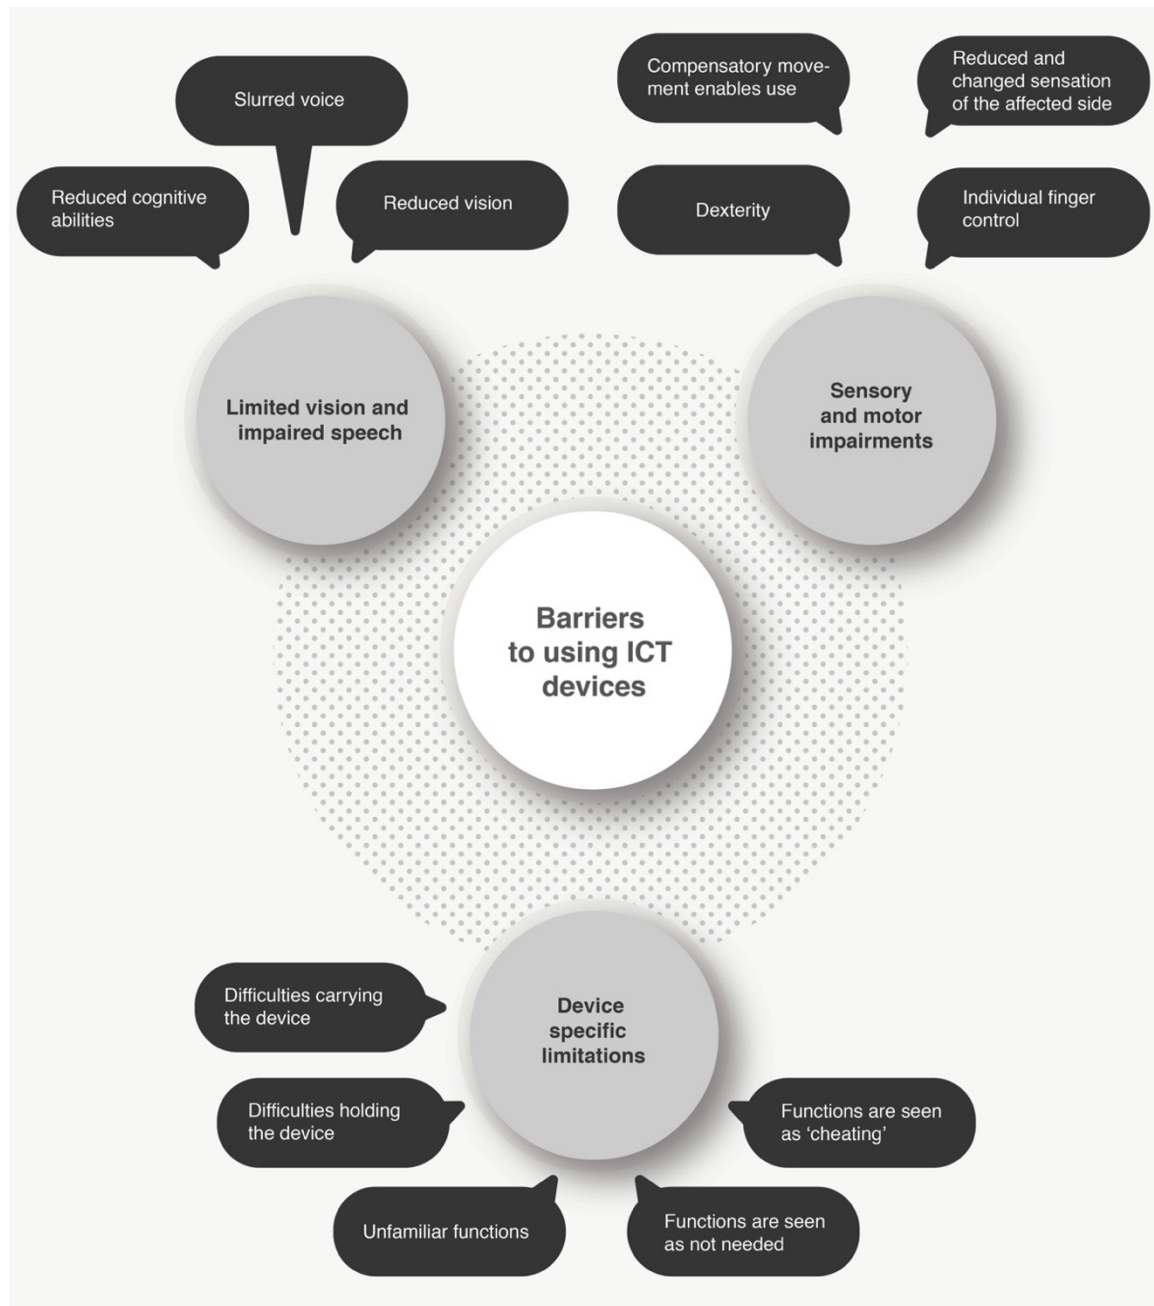 Slurred voice
Reduced cognitive
abilities
Reduced vision
Compensatory move-
ment enables use
Reduced and
changed sensation
of the affected side
Dexterity
Individual finger
control
Limited vision and
impaired speech
Sensory
and motor
impairments
Barriers
to using ICT
devices
Device
specific
limitations
Difficulties carrying
the device
Difficulties holding
the device
Unfamiliar functions
Functions are seen
as not needed
Functions are seen
as ‘cheating’